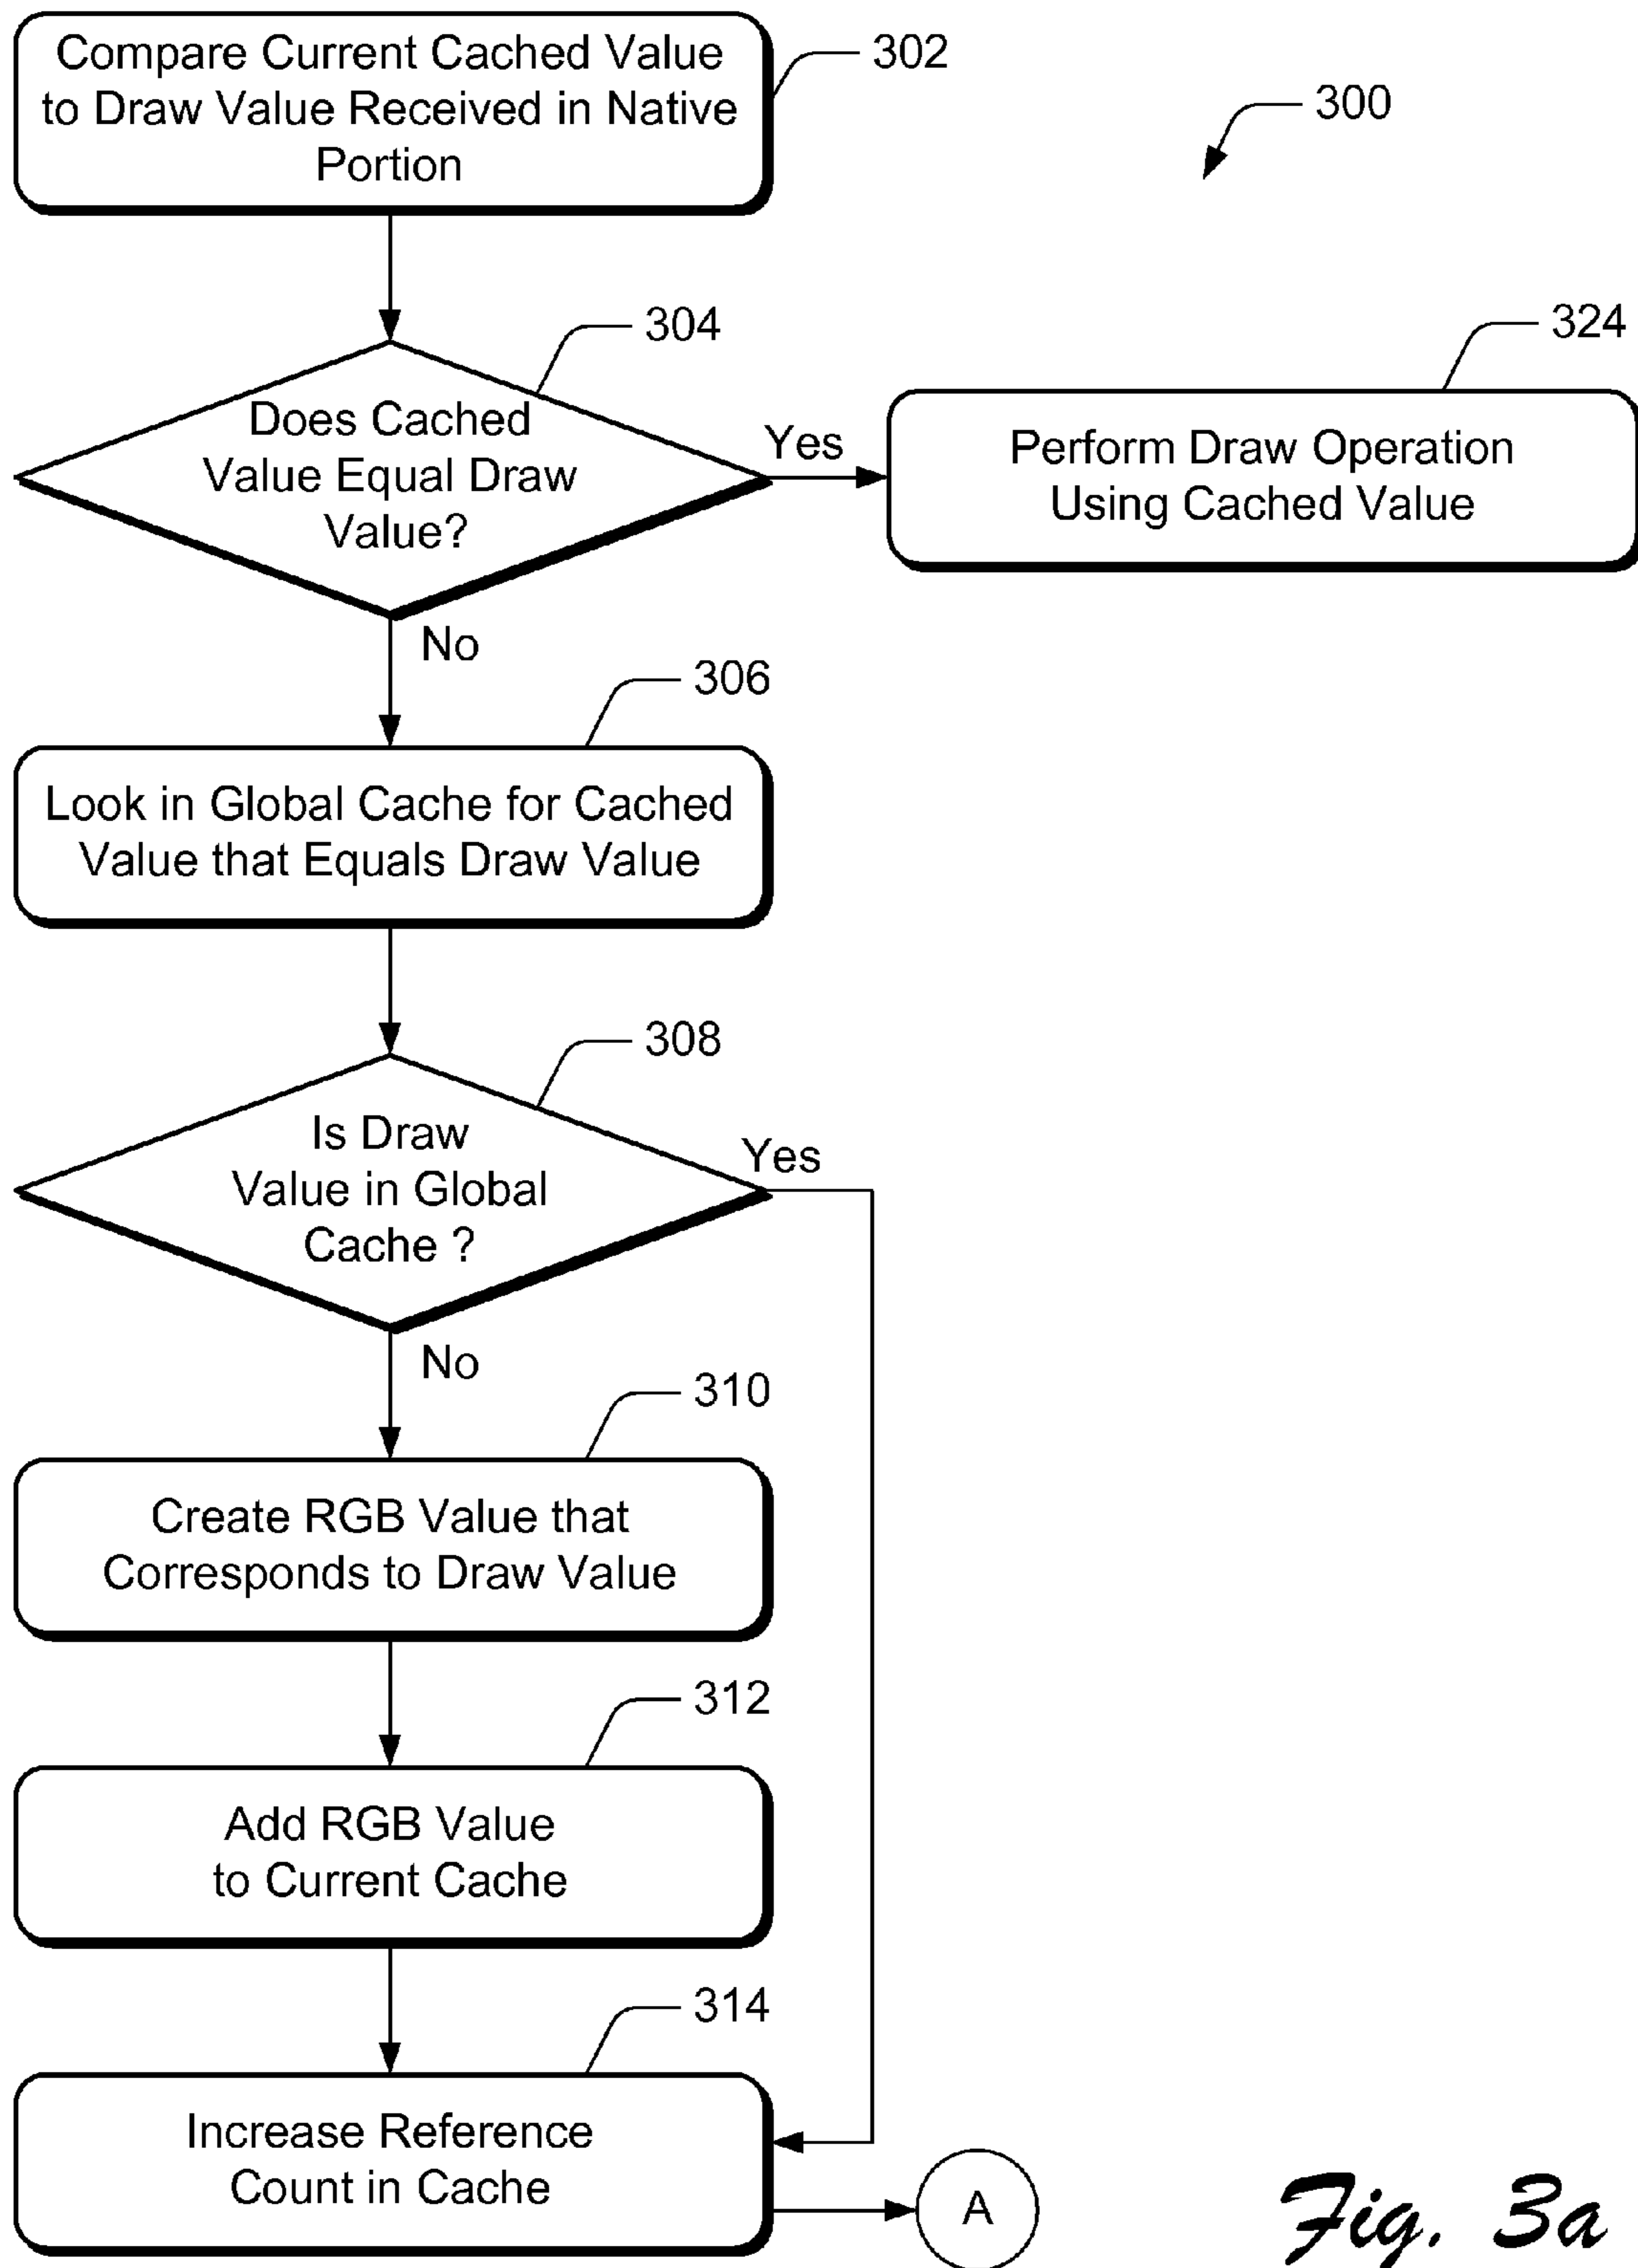 Compare Current Cached Value
to Draw Value Received in Native
Portion
302
300
304
Does Cached
Value Equal Draw
Value?
Yes
324
Perform Draw Operation
Using Cached Value
No
306
Look in Global Cache for Cached
Value that Equals Draw Value
308
Is Draw
Value in Global
Cache ?
Yes
No
310
Create RGB Value that
Corresponds to Draw Value
312
Add RGB Value
to Current Cache
314
Increase Reference
Count in Cache
A
Fig. 3a